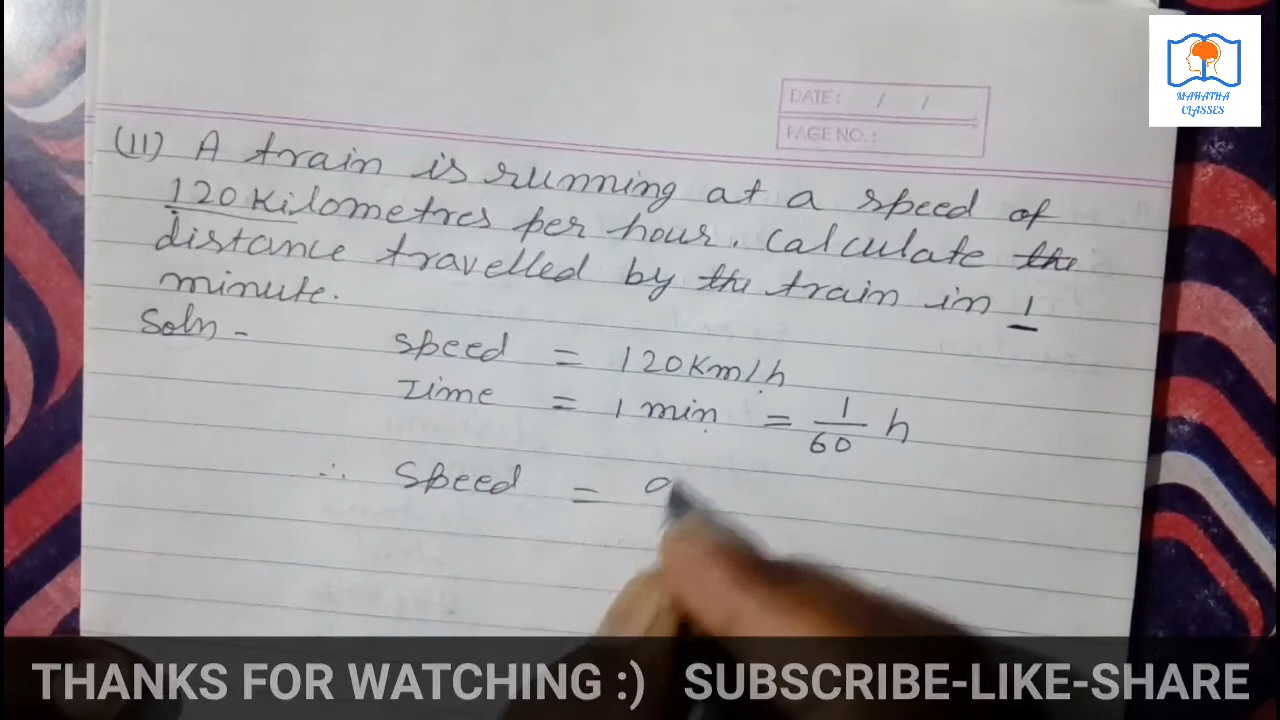 MAHATHA
CLASSES
DATE : / /
PAGE NO. :
(11) A train is running at a speed of
120 Kilometres per hour. Calculate the
distance travelled by the train in 1
minute.
Soln -
speed = 120Km/h
Time = 1 min = 1/60 h
∴ Speed =
THANKS FOR WATCHING :) SUBSCRIBE-LIKE-SHARE